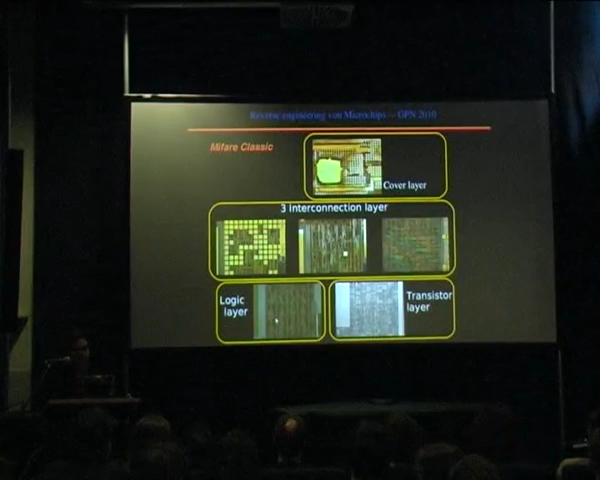 Reverse engineering von Microchips — GPN 2010
Mifare Classic
Cover layer
3 interconnection layer
Logic
layer
Transistor
layer